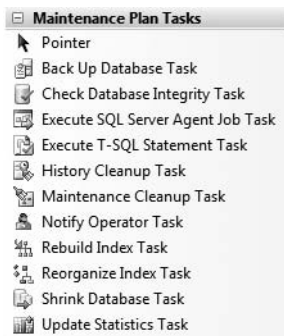 Maintenance Plan Tasks
Pointer
Back Up Database Task
Check Database Integrity Task
Execute SQL Server Agent Job Task
Execute T-SQL Statement Task
History Cleanup Task
Maintenance Cleanup Task
Notify Operator Task
Rebuild Index Task
Reorganize Index Task
Shrink Database Task
Update Statistics Task